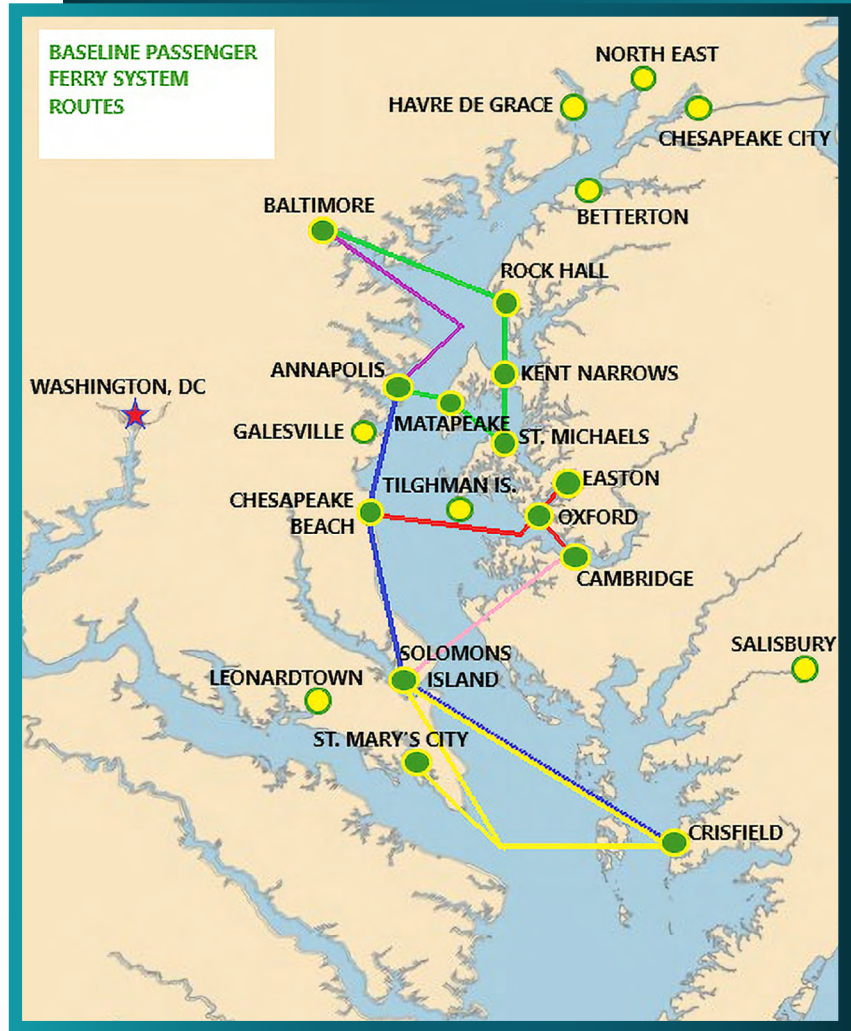 BASELINE PASSENGER
FERRY SYSTEM
ROUTES
NORTH EAST
HAVRE DE GRACE
CHESAPEAKE CITY
BETTERTON
BALTIMORE
ROCK HALL
ANNAPOLIS
KENT NARROWS
WASHINGTON, DC
MATAPEAKE
GALESVILLE
ST. MICHAELS
TILGHMAN IS.
EASTON
CHESAPEAKE
BEACH
OXFORD
CAMBRIDGE
SALISBURY
SOLOMONS
ISLAND
LEONARDTOWN
ST. MARY'S CITY
CRISFIELD